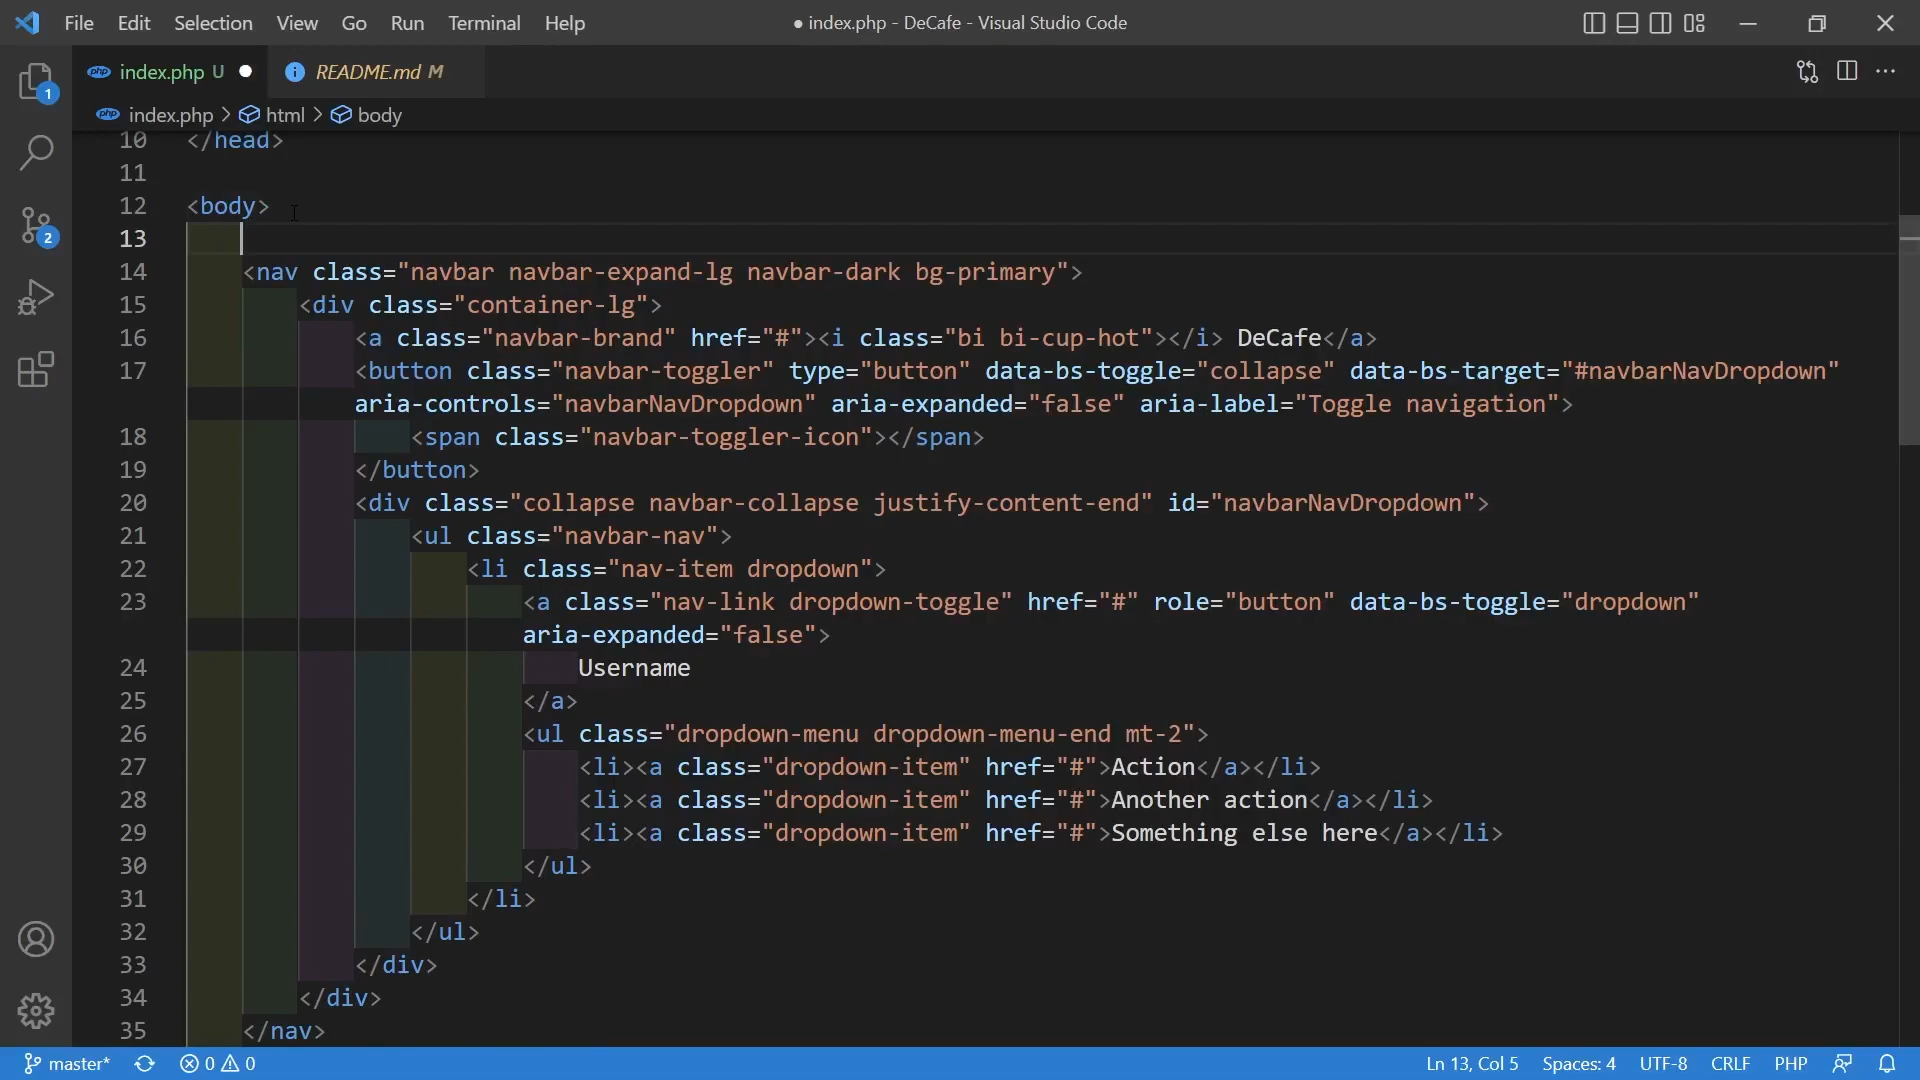 File Edit Selection View Go Run Terminal Help
● index.php - DeCafe - Visual Studio Code
php index.php U ● README.md M
php index.php > html > body
1
2
10 </head>
11
12 <body>
13
14 <nav class="navbar navbar-expand-lg navbar-dark bg-primary">
15 <div class="container-lg">
16 <a class="navbar-brand" href="#"><i class="bi bi-cup-hot"></i> DeCafe</a>
17 <button class="navbar-toggler" type="button" data-bs-toggle="collapse" data-bs-target="#navbarNavDropdown"
aria-controls="navbarNavDropdown" aria-expanded="false" aria-label="Toggle navigation">
18 <span class="navbar-toggler-icon"></span>
19 </button>
20 <div class="collapse navbar-collapse justify-content-end" id="navbarNavDropdown">
21 <ul class="navbar-nav">
22 <li class="nav-item dropdown">
23 <a class="nav-link dropdown-toggle" href="#" role="button" data-bs-toggle="dropdown"
aria-expanded="false">
24 Username
25 </a>
26 <ul class="dropdown-menu dropdown-menu-end mt-2">
27 <li><a class="dropdown-item" href="#">Action</a></li>
28 <li><a class="dropdown-item" href="#">Another action</a></li>
29 <li><a class="dropdown-item" href="#">Something else here</a></li>
30 </ul>
31 </li>
32 </ul>
33 </div>
34 </div>
35 </nav>
master* 0 0 Ln 13, Col 5 Spaces: 4 UTF-8 CRLF PHP